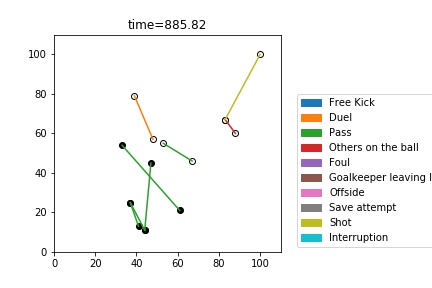 time=885.82
100
80
60
40
20
0
0 20 40 60 80 100
Free Kick
Duel
Pass
Others on the ball
Foul
Goalkeeper leaving l
Offside
Save attempt
Shot
Interruption